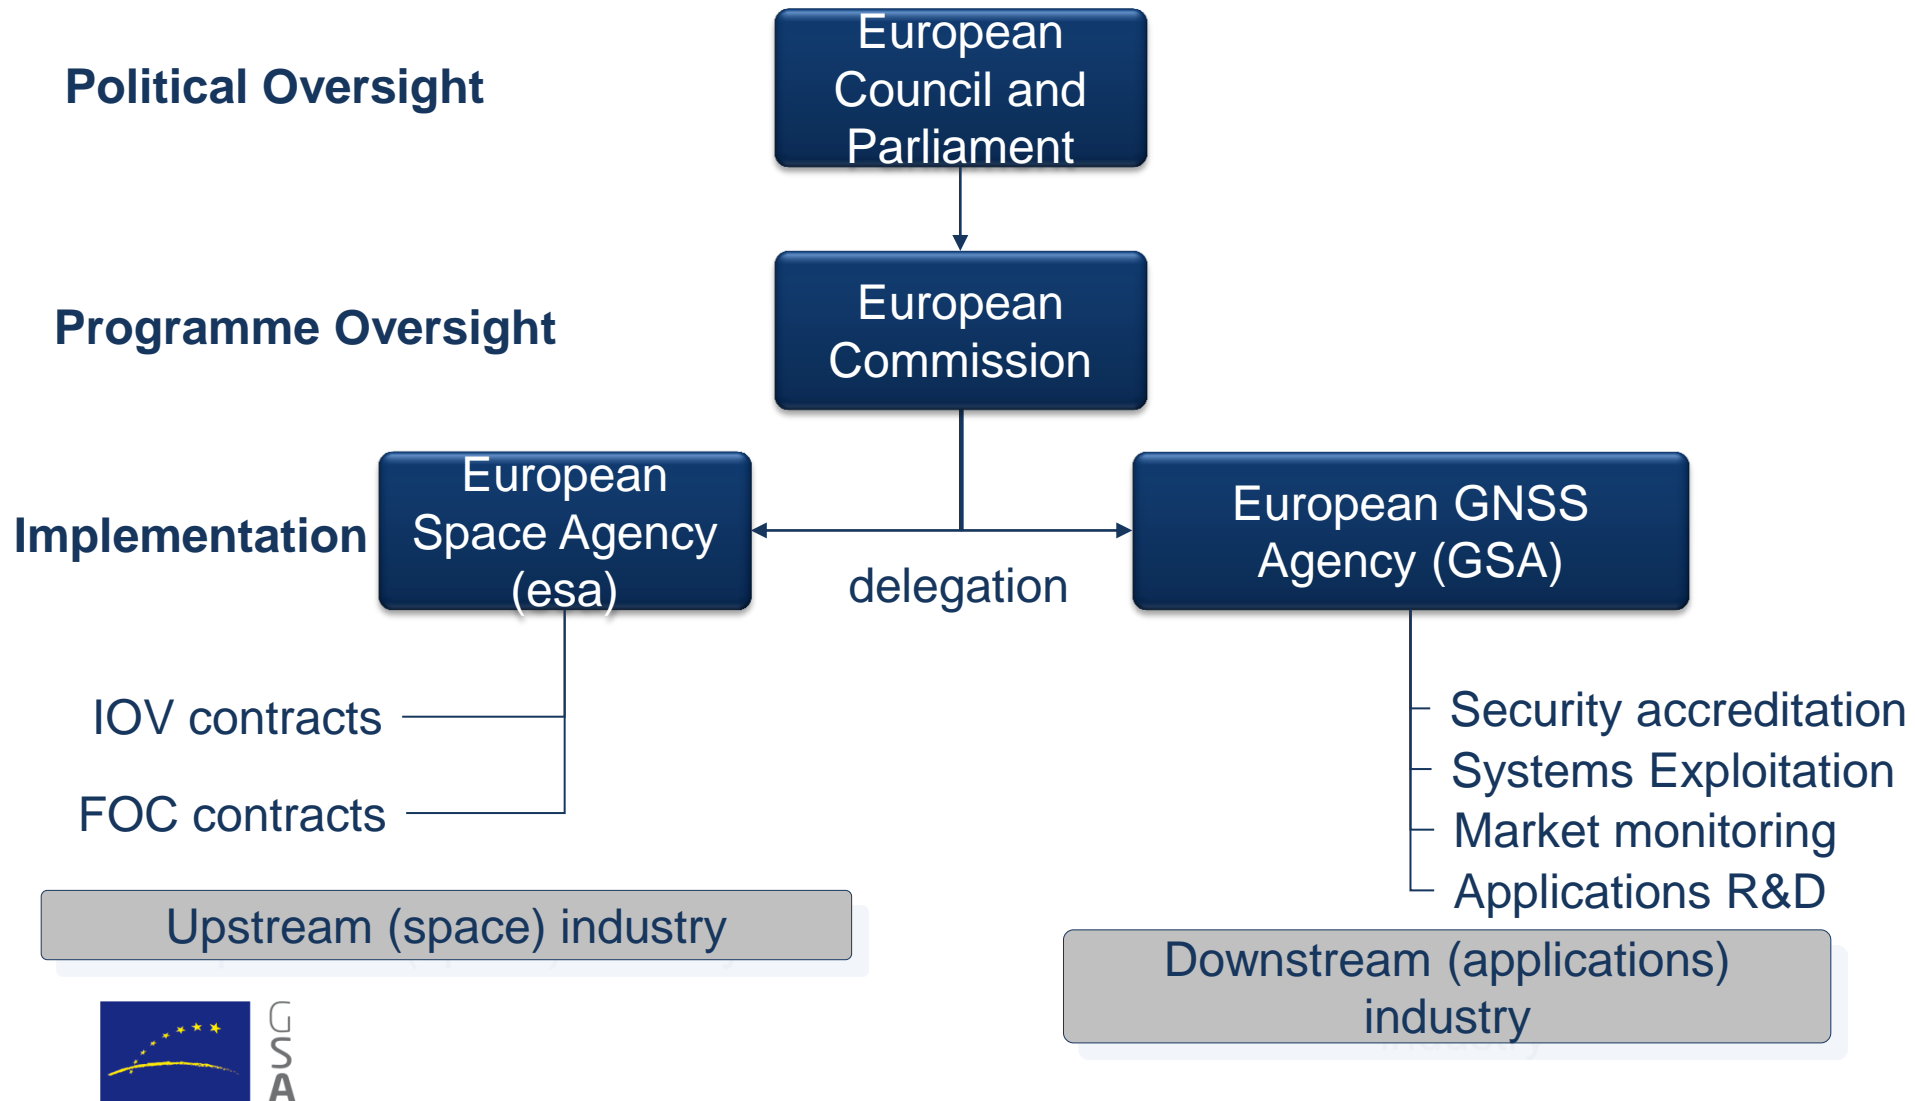 Political Oversight
European
Council and
Parliament
Programme Oversight
European
Commission
Implementation
European
Space Agency
(esa)
delegation
European GNSS
Agency (GSA)
IOV contracts
FOC contracts
Security accreditation
Systems Exploitation
Market monitoring
Applications R&D
Upstream (space) industry
Downstream (applications)
industry
GSA